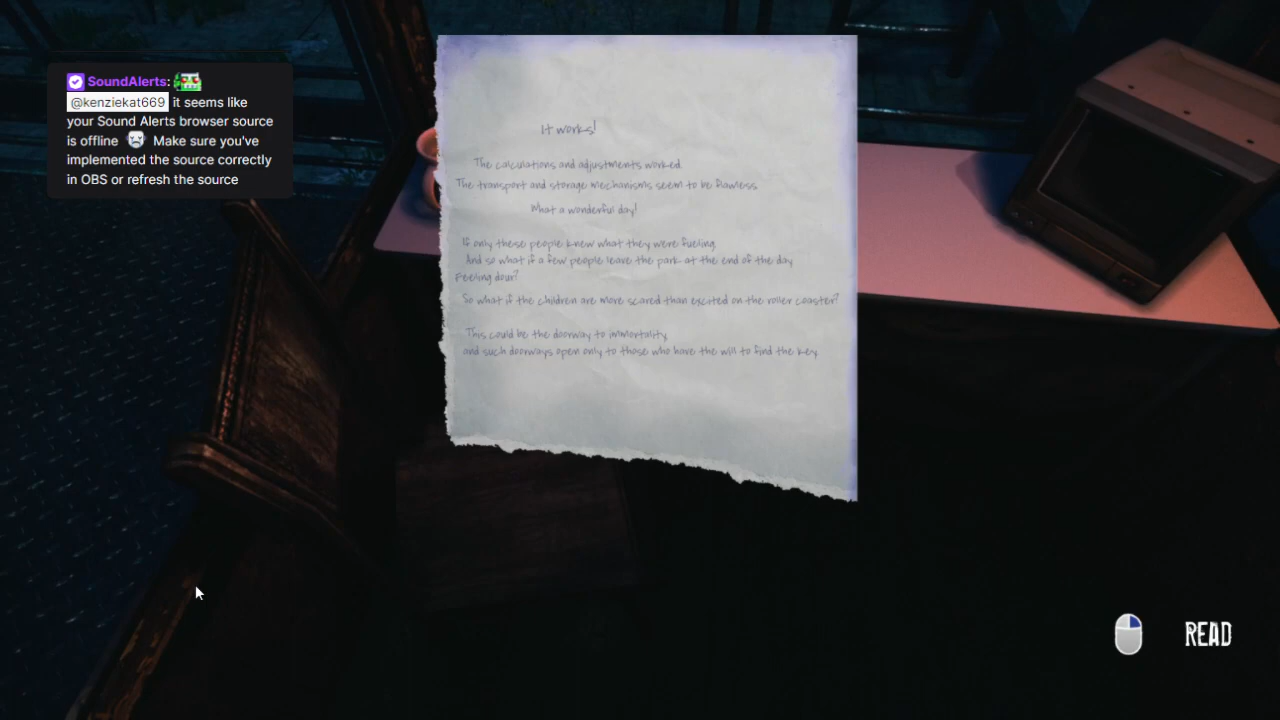 SoundAlerts:
@kenziekat669 it seems like
your Sound Alerts browser source
is offline Make sure you've
implemented the source correctly
in OBS or refresh the source
It works!
The calculations and adjustments worked.
The transport and storage mechanisms seem to be flawless.
What a wonderful day!
If only these people knew what they were fueling.
And so what if a few people leave the park at the end of the day
feeling dour?
So what if the children are more scared than excited on the roller coaster?
This could be the doorway to immortality,
and such doorways open only to those who have the will to find the key.
READ